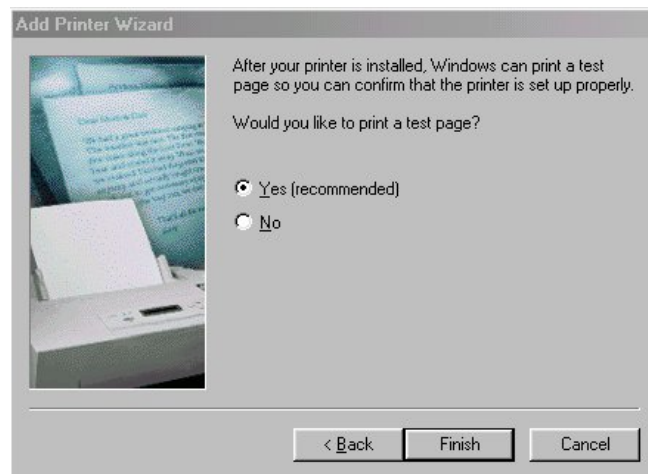 Add Printer Wizard
After your printer is installed, Windows can print a test
page so you can confirm that the printer is set up properly.
Would you like to print a test page?
Yes (recommended)
No
< Back
Finish
Cancel